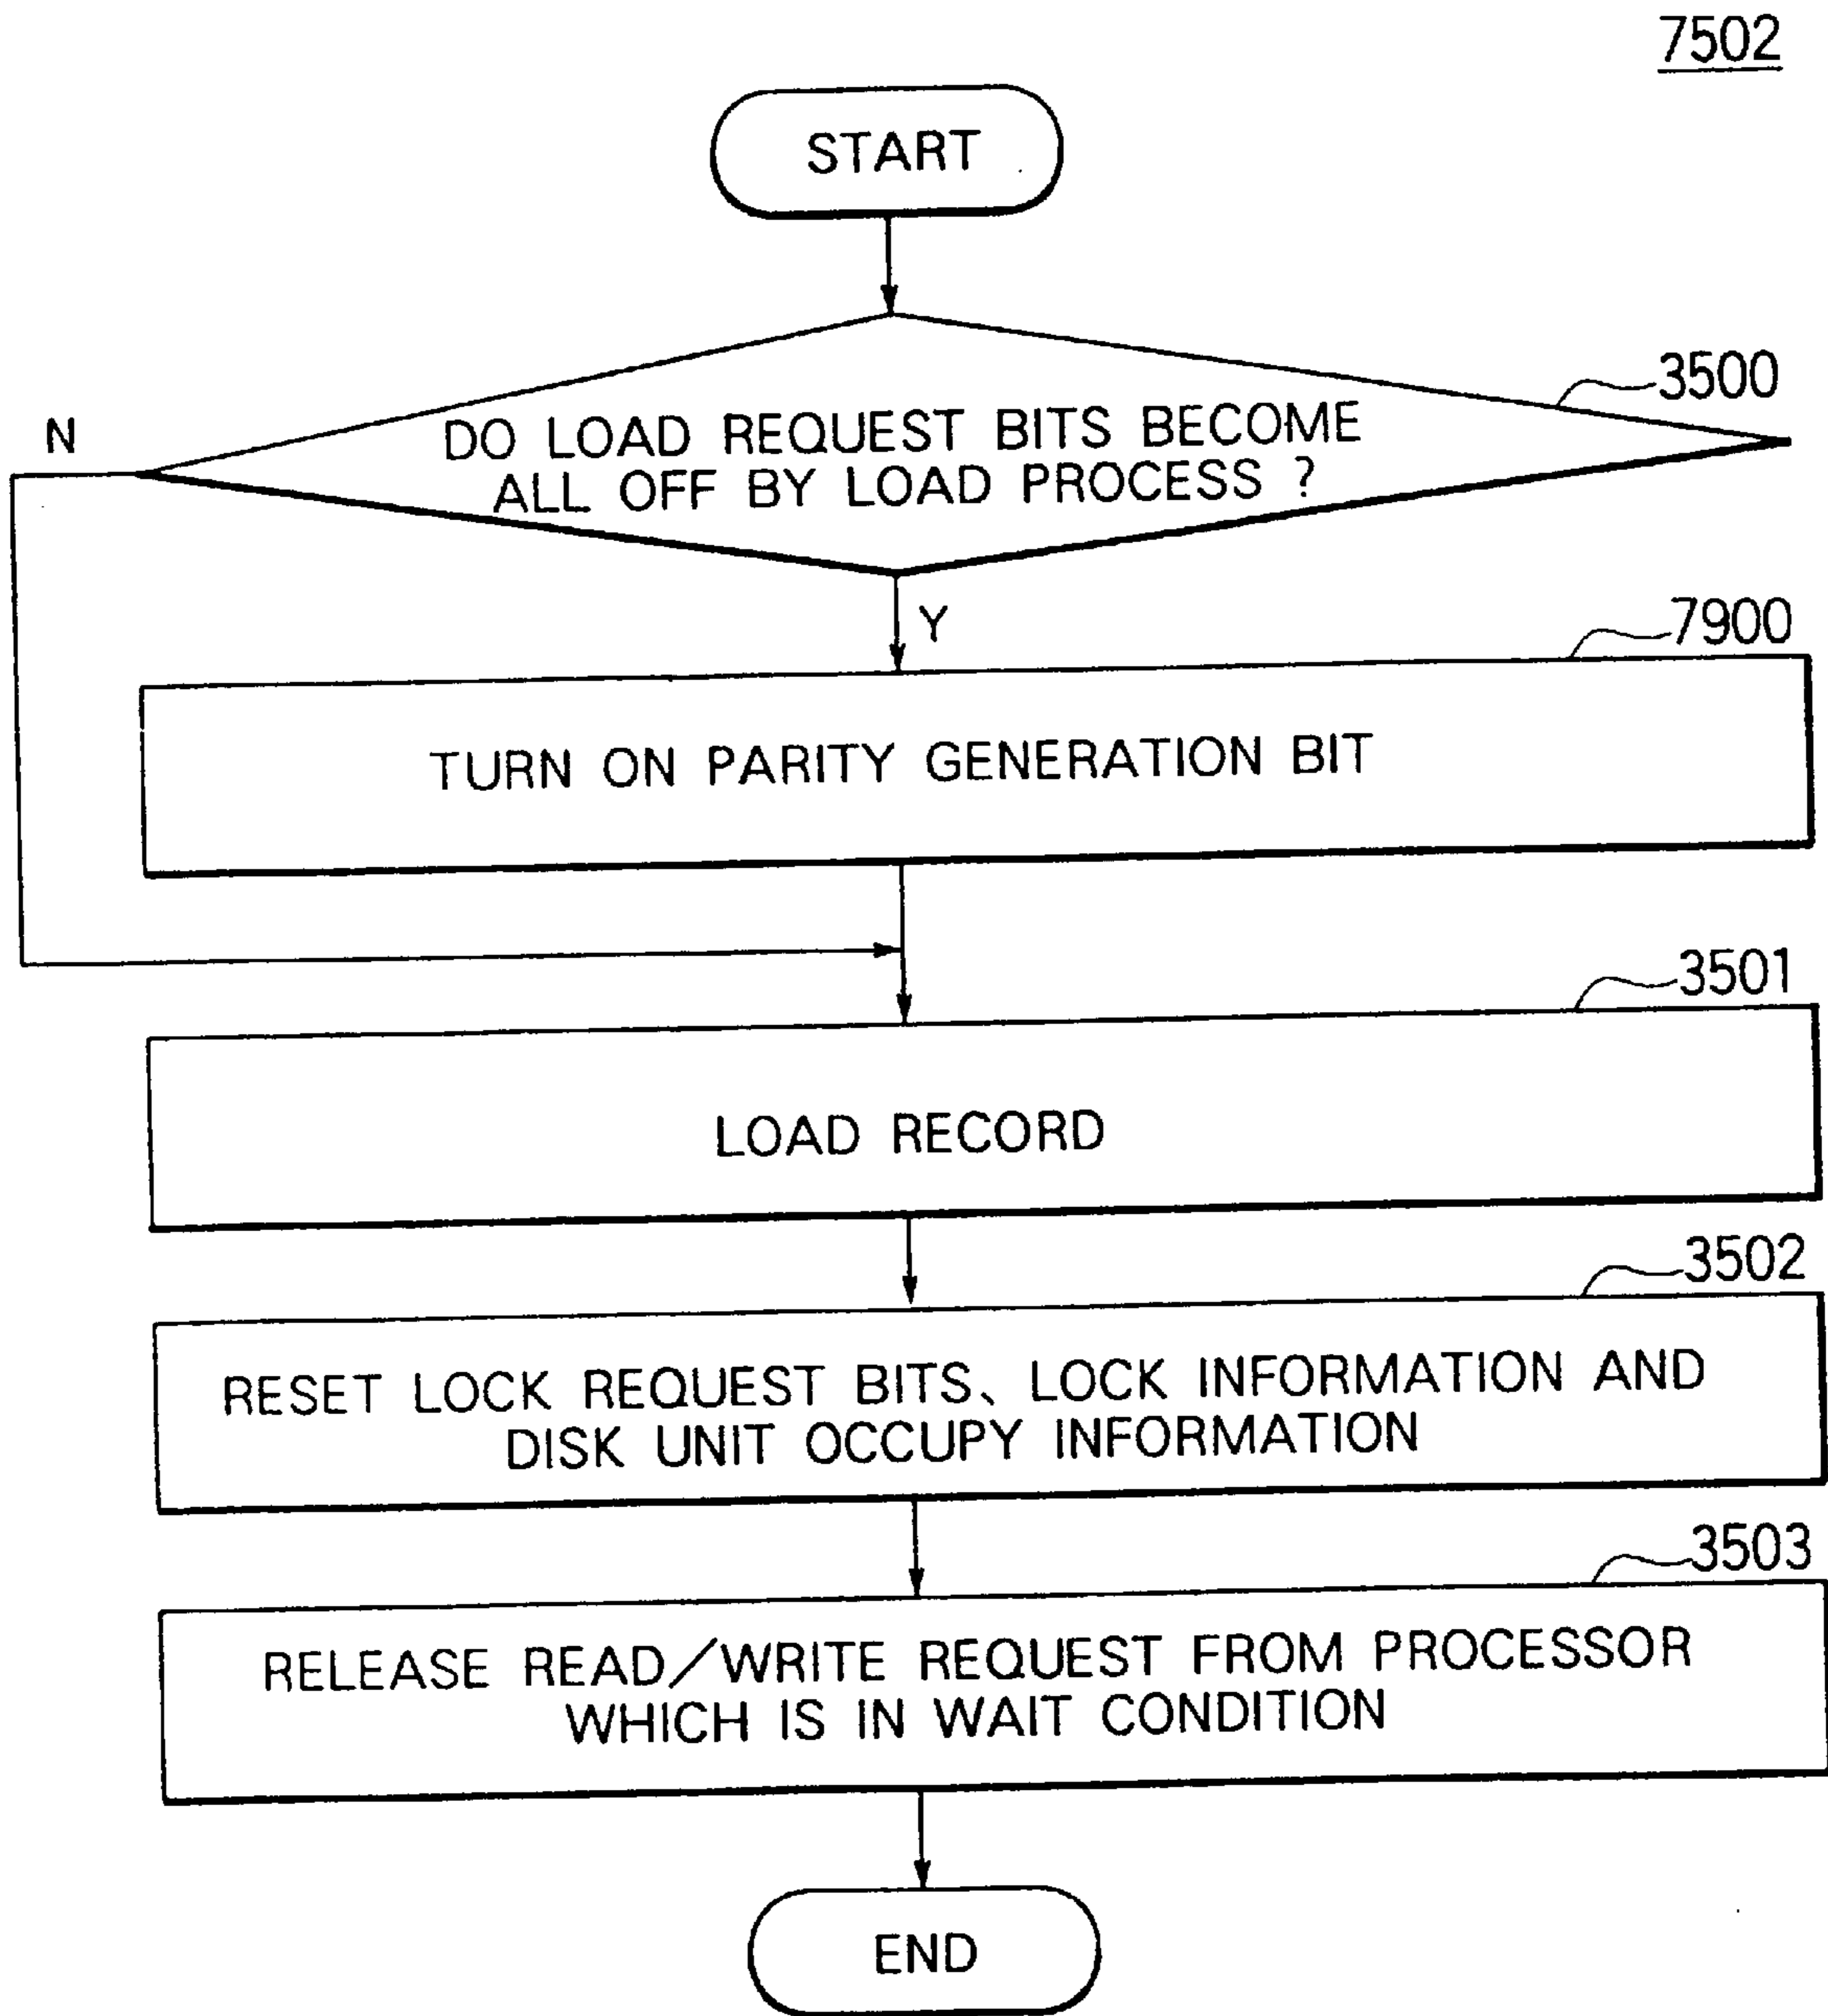 7502
START
3500
N
DO LOAD REQUEST BITS BECOME
ALL OFF BY LOAD PROCESS ?
Y
7900
TURN ON PARITY GENERATION BIT
3501
LOAD RECORD
3502
RESET LOCK REQUEST BITS、LOCK INFORMATION AND
DISK UNIT OCCUPY INFORMATION
3503
RELEASE READ/WRITE REQUEST FROM PROCESSOR
WHICH IS IN WAIT CONDITION
END